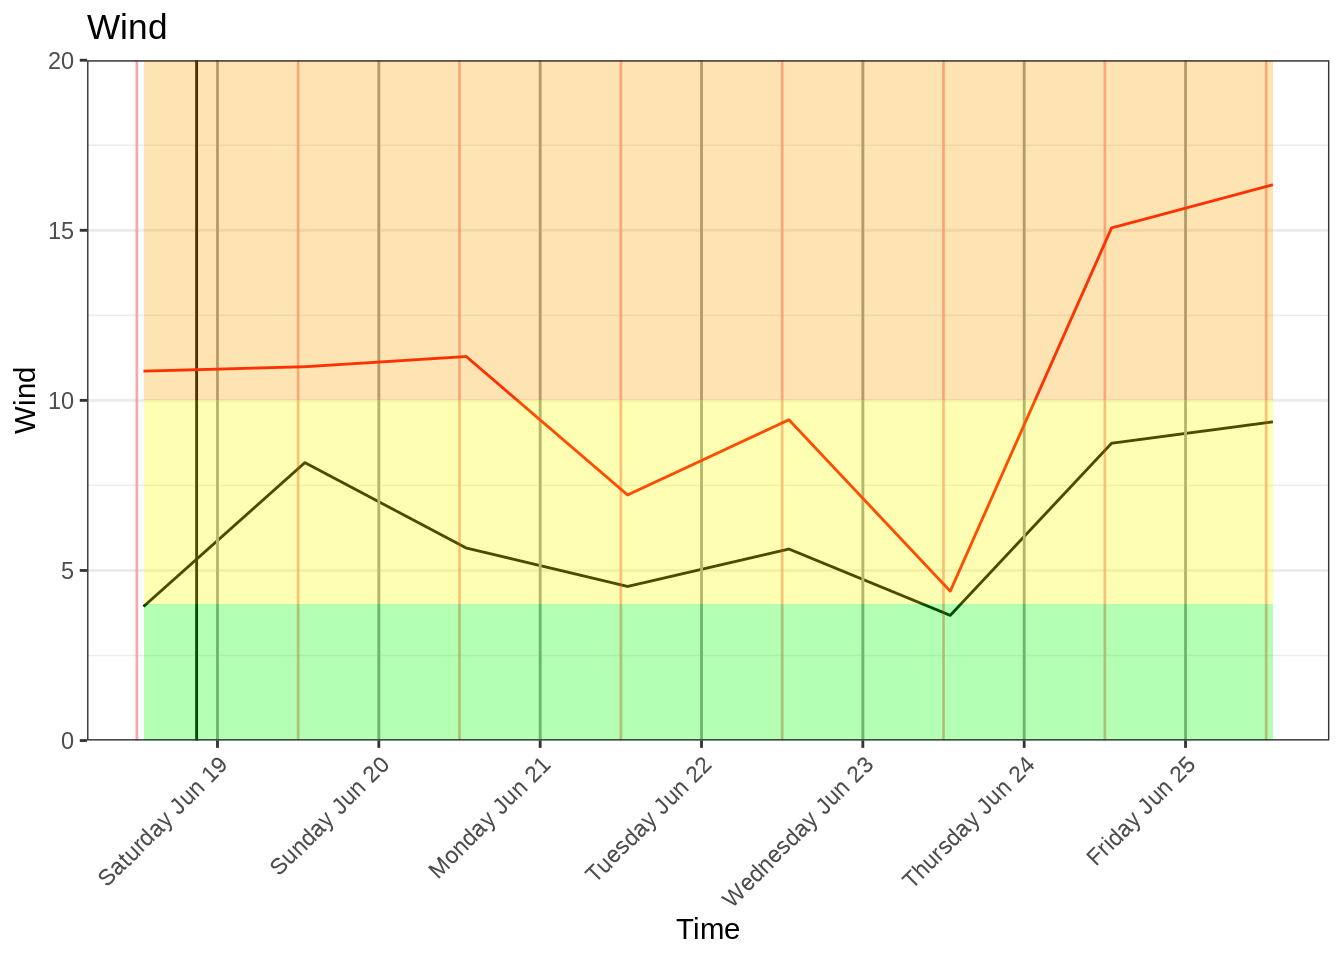 Wind
20
15
10
5
0
Wind
Saturday Jun 19
Sunday Jun 20
Monday Jun 21
Tuesday Jun 22
Wednesday Jun 23
Thursday Jun 24
Friday Jun 25
Time